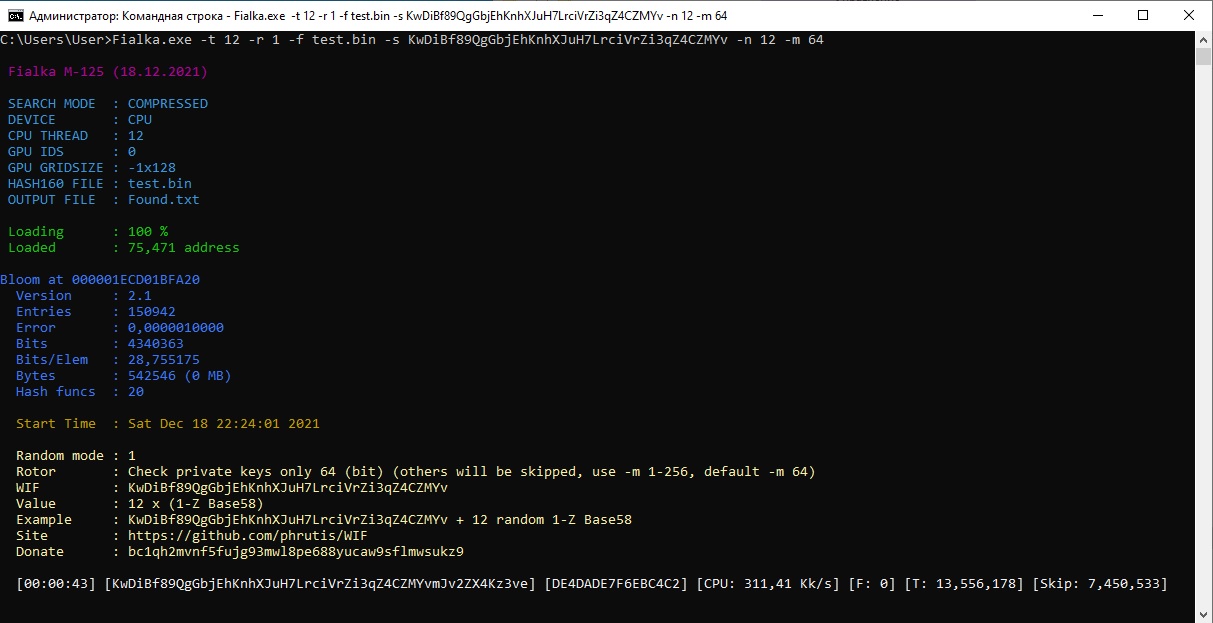 Администратор: Командная строка - Fialka.exe -t 12 -r 1 -f test.bin -s KwDiBf89QgGbjEhKnhXJuH7LrciVrZi3qZ4CZMYv -n 12 -m 64
C:\Users\User>Fialka.exe -t 12 -r 1 -f test.bin -s KwDiBf89QgGbjEhKnhXJuH7LrciVrZi3qZ4CZMYv -n 12 -m 64
Fialka M-125 (18.12.2021)
SEARCH MODE : COMPRESSED
DEVICE : CPU
CPU THREAD : 12
GPU IDS : 0
GPU GRIDSIZE : -1x128
HASH160 FILE : test.bin
OUTPUT FILE : Found.txt
Loading : 100 %
Loaded : 75,471 address
Bloom at 000001ECD01BFA20
Version : 2.1
Entries : 150942
Error : 0,0000010000
Bits : 4340363
Bits/Elem : 28,755175
Bytes : 542546 (0 MB)
Hash funcs : 20
Start Time : Sat Dec 18 22:24:01 2021
Random mode : 1
Rotor : Check private keys only 64 (bit) (others will be skipped, use -m 1-256, default -m 64)
WIF : KwDiBf89QgGbjEhKnhXJuH7LrciVrZi3qZ4CZMYv
Value : 12 x (1-Z Base58)
Example : KwDiBf89QgGbjEhKnhXJuH7LrciVrZi3qZ4CZMYv + 12 random 1-Z Base58
Site : https://github.com/phrutis/WIF
Donate : bc1qh2mvnf5fujg93mwl8pe688yucaw9sflmwsukz9
[00:00:43] [KwDiBf89QgGbjEhKnhXJuH7LrciVrZi3qZ4CZMYvmJv2ZX4Kz3ve] [DE4DADE7F6EBC4C2] [CPU: 311,41 Kk/s] [F: 0] [T: 13,556,178] [Skip: 7,450,533]